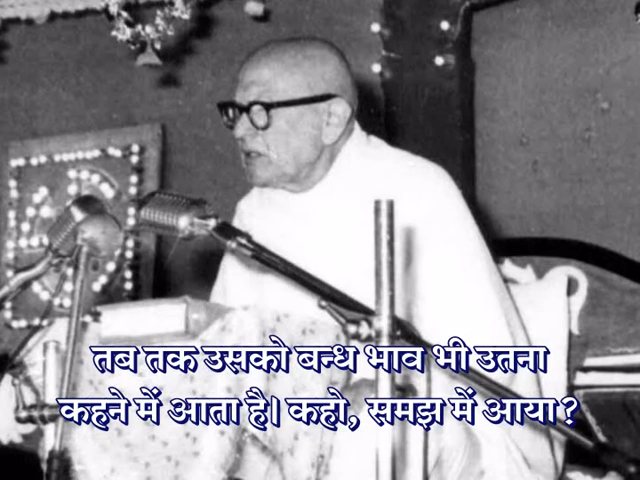 तब तक उसको बन्ध भाव भी उतना
कहने में आता है। कहो, समझ में आया?